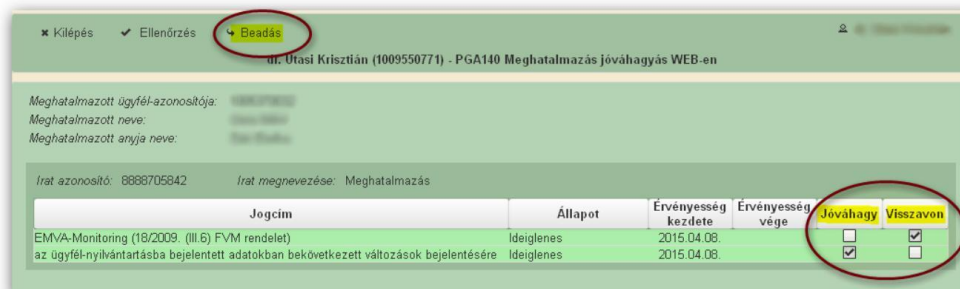 ✖ Kilépés ✔ Ellenőrzés Beadás
dr. Utasi Krisztián (1009550771) - PGA140 Meghatalmazás jóváhagyás WEB-en
Meghatalmazott ügyfél-azonosítója:
Meghatalmazott neve:
Meghatalmazott anyja neve:
Irat azonosító: 8888705842 Irat megnevezése: Meghatalmazás
Jogcím Állapot Érvényesség kezdete Érvényesség vége Jóváhagy Visszavon
EMVA-Monitoring (18/2009. (III.6) FVM rendelet) Ideiglenes 2015.04.08.
az ügyfél-nyilvántartásba bejelentett adatokban bekövetkezett változások bejelentésére Ideiglenes 2015.04.08.